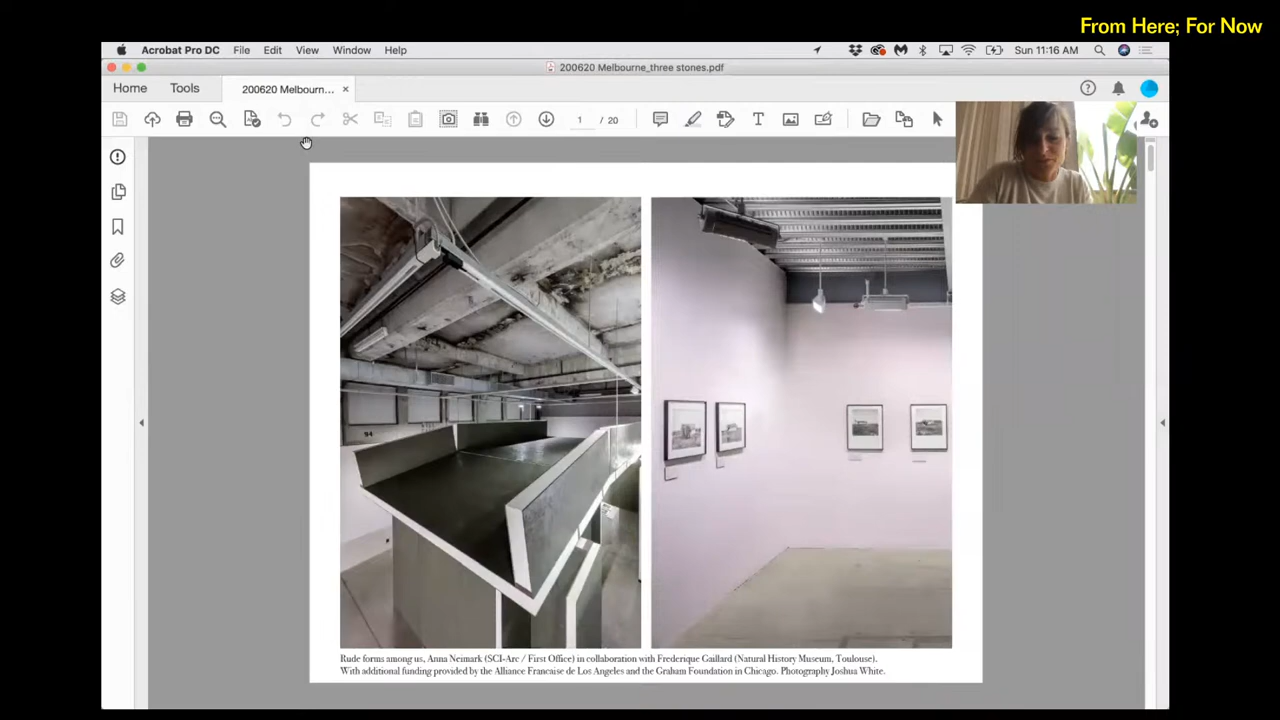 From Here; For Now
Acrobat Pro DC File Edit View Window Help Sun 11:16 AM
200620 Melbourne_three stones.pdf
Home Tools 200620 Melbourn... ×
1 / 20
Rude forms among us, Anna Neimark (SCI-Arc / First Office) in collaboration with Frederique Gaillard (Natural History Museum, Toulouse).
With additional funding provided by the Alliance Francaise de Los Angeles and the Graham Foundation in Chicago. Photography Joshua White.